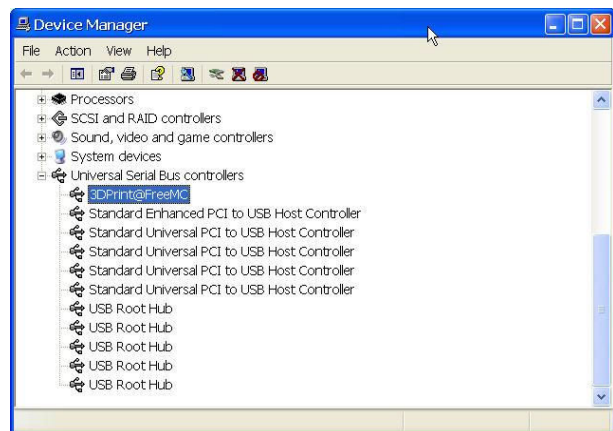 Device Manager
File Action View Help
Processors
SCSI and RAID controllers
Sound, video and game controllers
System devices
Universal Serial Bus controllers
3DPrint@FreeMC
Standard Enhanced PCI to USB Host Controller
Standard Universal PCI to USB Host Controller
Standard Universal PCI to USB Host Controller
Standard Universal PCI to USB Host Controller
Standard Universal PCI to USB Host Controller
USB Root Hub
USB Root Hub
USB Root Hub
USB Root Hub
USB Root Hub